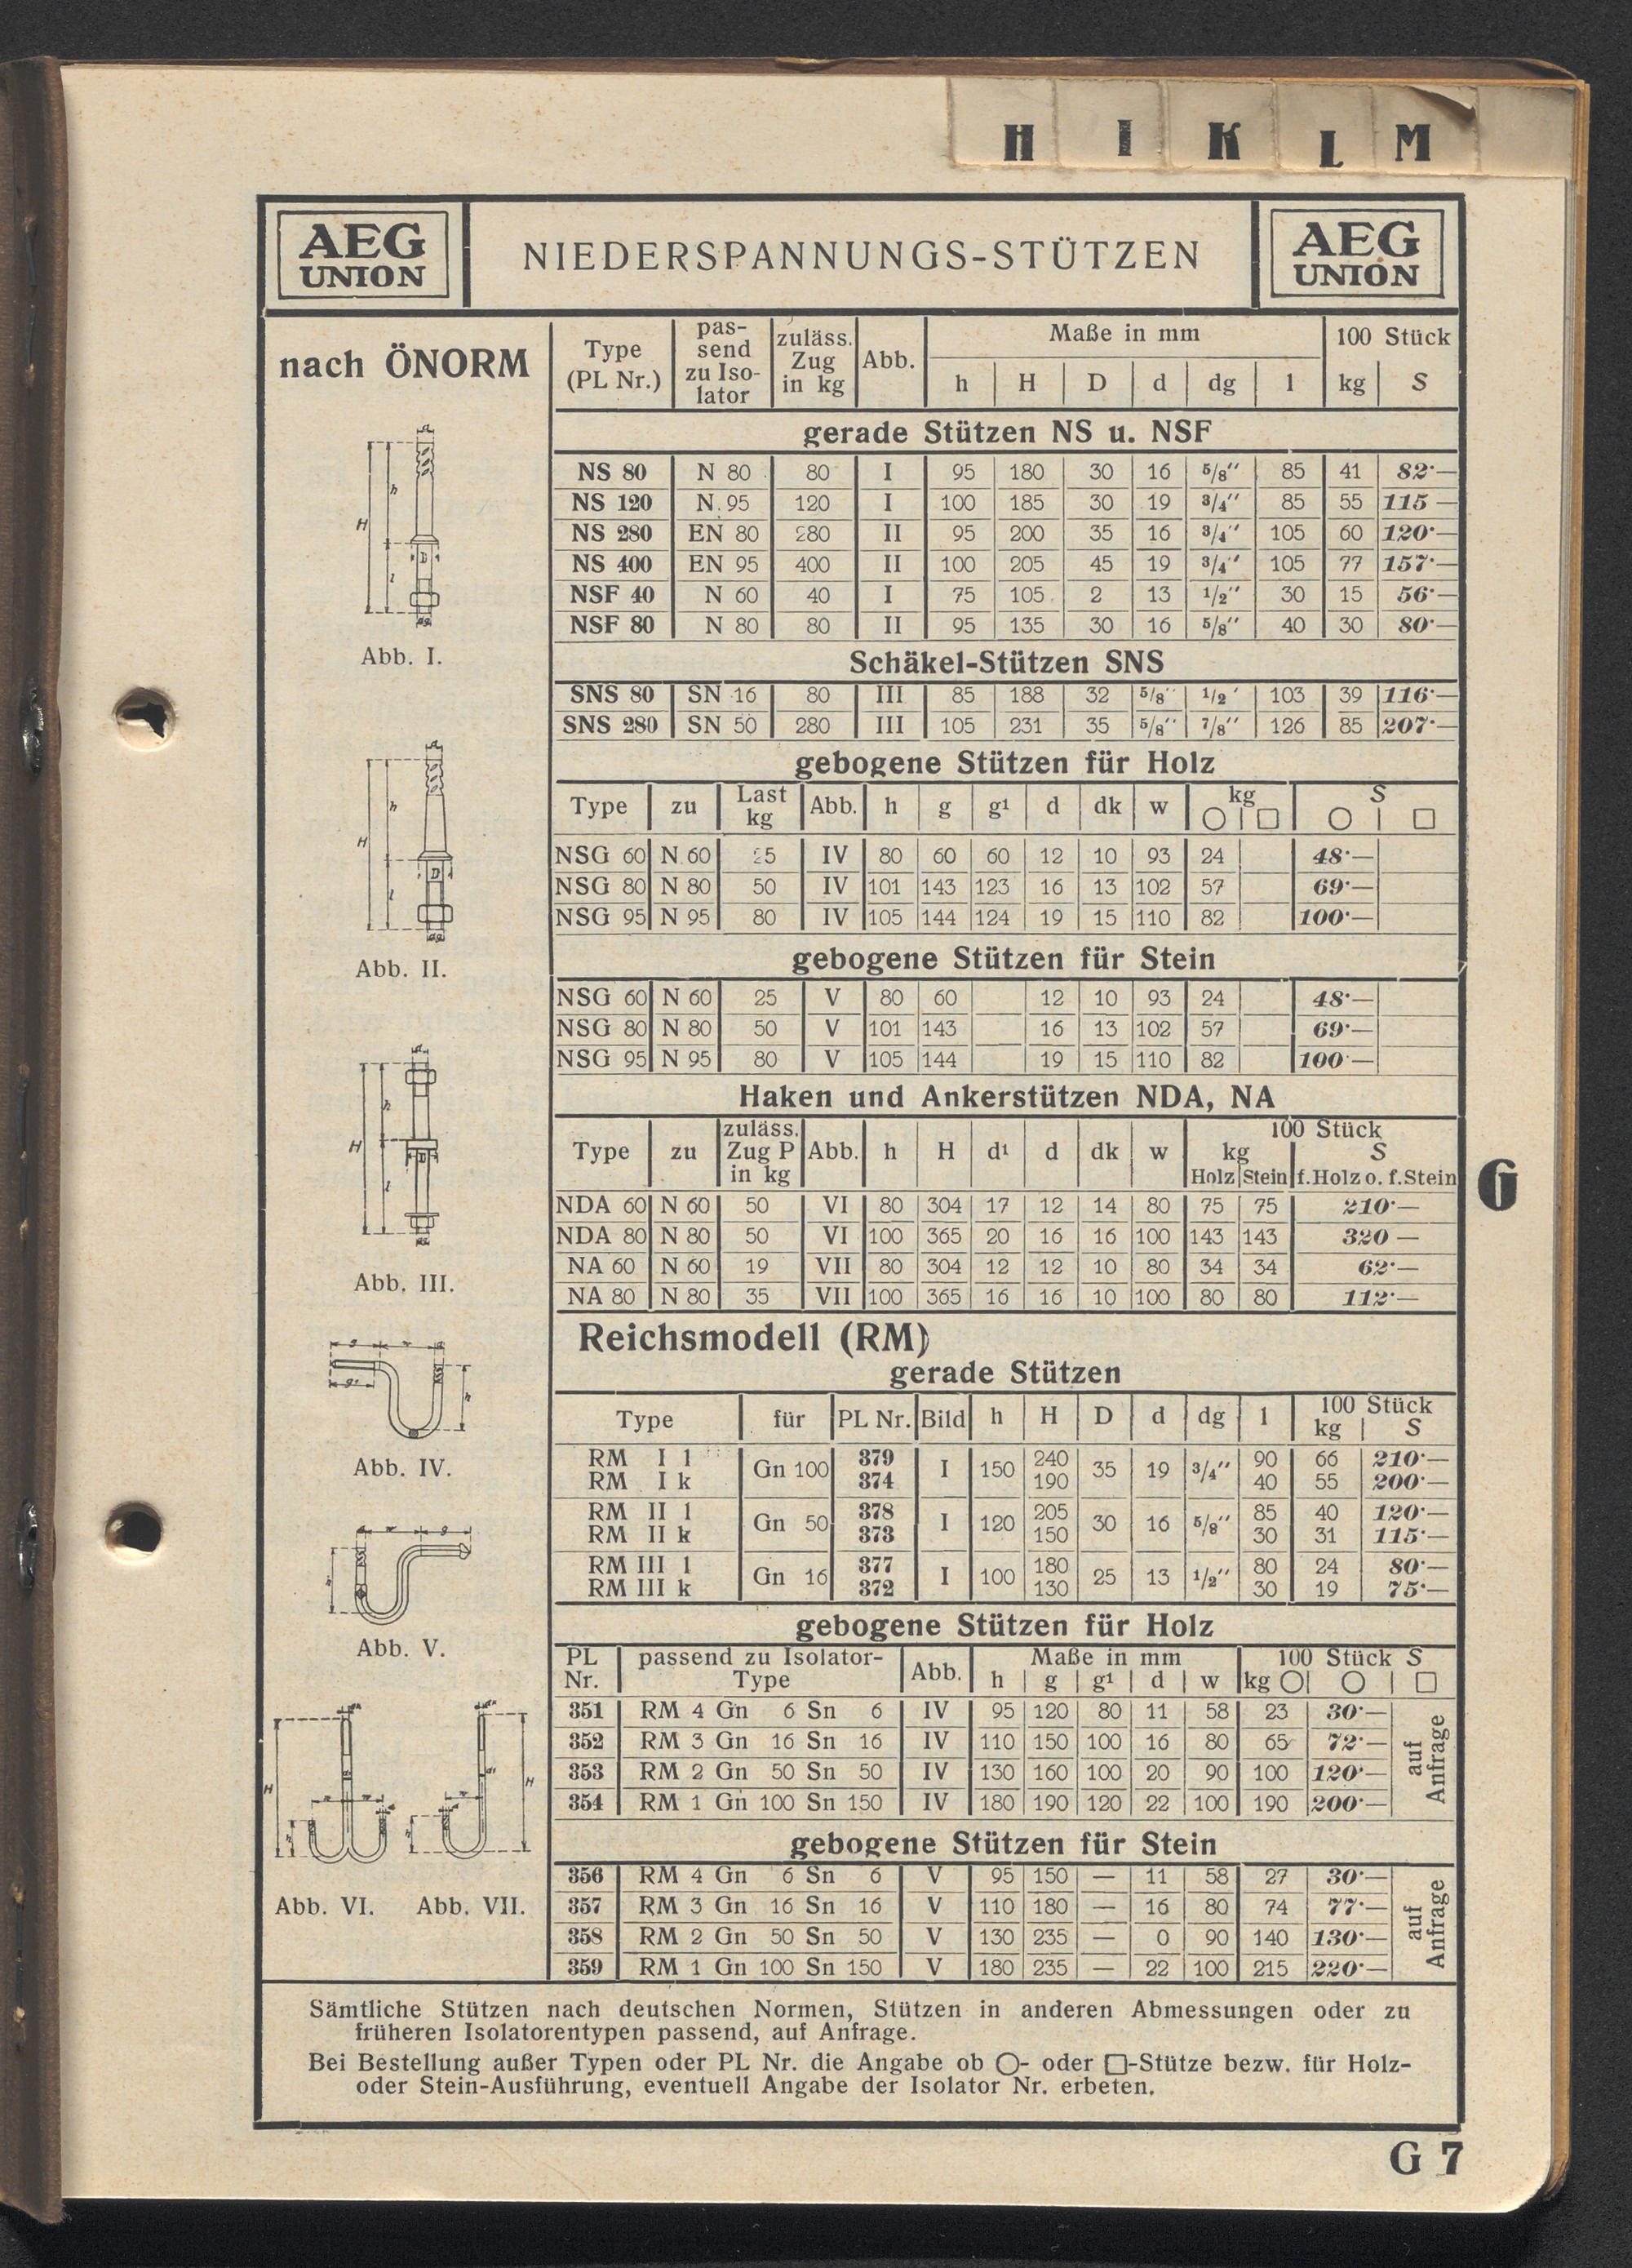 H I K L M
AEG UNION
NIEDERSPANNUNGS-STÜTZEN
AEG UNION
nach ÖNORM
Abb. I.
Abb. II.
Abb. III.
Abb. IV.
Abb. V.
Abb. VI. Abb. VII.
Type (PL Nr.) passend zu Isolator zuläss. Zug in kg Abb. Maße in mm 100 Stück
h H D d dg l kg S
gerade Stützen NS u. NSF
NS 80 N 80 80 I 95 180 30 16 5/8" 85 41 82·—
NS 120 N. 95 120 I 100 185 30 19 3/4" 85 55 115 —
NS 280 EN 80 280 II 95 200 35 16 3/4" 105 60 120·—
NS 400 EN 95 400 II 100 205 45 19 3/4" 105 77 157·—
NSF 40 N 60 40 I 75 105 2 13 1/2" 30 15 56·—
NSF 80 N 80 80 II 95 135 30 16 5/8" 40 30 80·—
Schäkel-Stützen SNS
SNS 80 SN 16 80 III 85 188 32 5/8" 1/2' 103 39 116·—
SNS 280 SN 50 280 III 105 231 35 5/8" 7/8" 126 85 207·—
gebogene Stützen für Holz
Type zu Last kg Abb. h g g¹ d dk w kg ○ □ S ○ □
NSG 60 N 60 25 IV 80 60 60 12 10 93 24 48·—
NSG 80 N 80 50 IV 101 143 123 16 13 102 57 69·—
NSG 95 N 95 80 IV 105 144 124 19 15 110 82 100·—
gebogene Stützen für Stein
NSG 60 N 60 25 V 80 60 12 10 93 24 48·—
NSG 80 N 80 50 V 101 143 16 13 102 57 69·—
NSG 95 N 95 80 V 105 144 19 15 110 82 100·—
Haken und Ankerstützen NDA, NA
Type zu zuläss. Zug P in kg Abb. h H d¹ d dk w 100 Stück
kg S
Holz Stein f. Holz o. f. Stein
NDA 60 N 60 50 VI 80 304 17 12 14 80 75 75 210·—
NDA 80 N 80 50 VI 100 365 20 16 16 100 143 143 320 —
NA 60 N 60 19 VII 80 304 12 12 10 80 34 34 62·—
NA 80 N 80 35 VII 100 365 16 16 10 100 80 80 112·—
G
Reichsmodell (RM)
gerade Stützen
Type für PL Nr. Bild h H D d dg l 100 Stück
kg S
RM I l Gn 100 379 I 150 240 35 19 3/4" 90 66 210·—
RM I k 374 190 40 55 200·—
RM II l Gn 50 378 I 120 205 30 16 5/8" 85 40 120·—
RM II k 373 150 30 31 115·—
RM III l Gn 16 377 I 100 180 25 13 1/2" 80 24 80·—
RM III k 372 130 30 19 75·—
gebogene Stützen für Holz
PL Nr. passend zu Isolator-Type Abb. Maße in mm 100 Stück S
h g g¹ d w kg ○ ○ □
351 RM 4 Gn 6 Sn 6 IV 95 120 80 11 58 23 30·—
352 RM 3 Gn 16 Sn 16 IV 110 150 100 16 80 65 72·—
353 RM 2 Gn 50 Sn 50 IV 130 160 100 20 90 100 120·—
354 RM 1 Gn 100 Sn 150 IV 180 190 120 22 100 190 200·—
auf Anfrage
gebogene Stützen für Stein
356 RM 4 Gn 6 Sn 6 V 95 150 — 11 58 27 30·—
357 RM 3 Gn 16 Sn 16 V 110 180 — 16 80 74 77·—
358 RM 2 Gn 50 Sn 50 V 130 235 — 0 90 140 130·—
359 RM 1 Gn 100 Sn 150 V 180 235 — 22 100 215 220·—
auf Anfrage
Sämtliche Stützen nach deutschen Normen, Stützen in anderen Abmessungen oder zu
früheren Isolatorentypen passend, auf Anfrage.
Bei Bestellung außer Typen oder PL Nr. die Angabe ob ○- oder □-Stütze bezw. für Holz-
oder Stein-Ausführung, eventuell Angabe der Isolator Nr. erbeten.
G 7